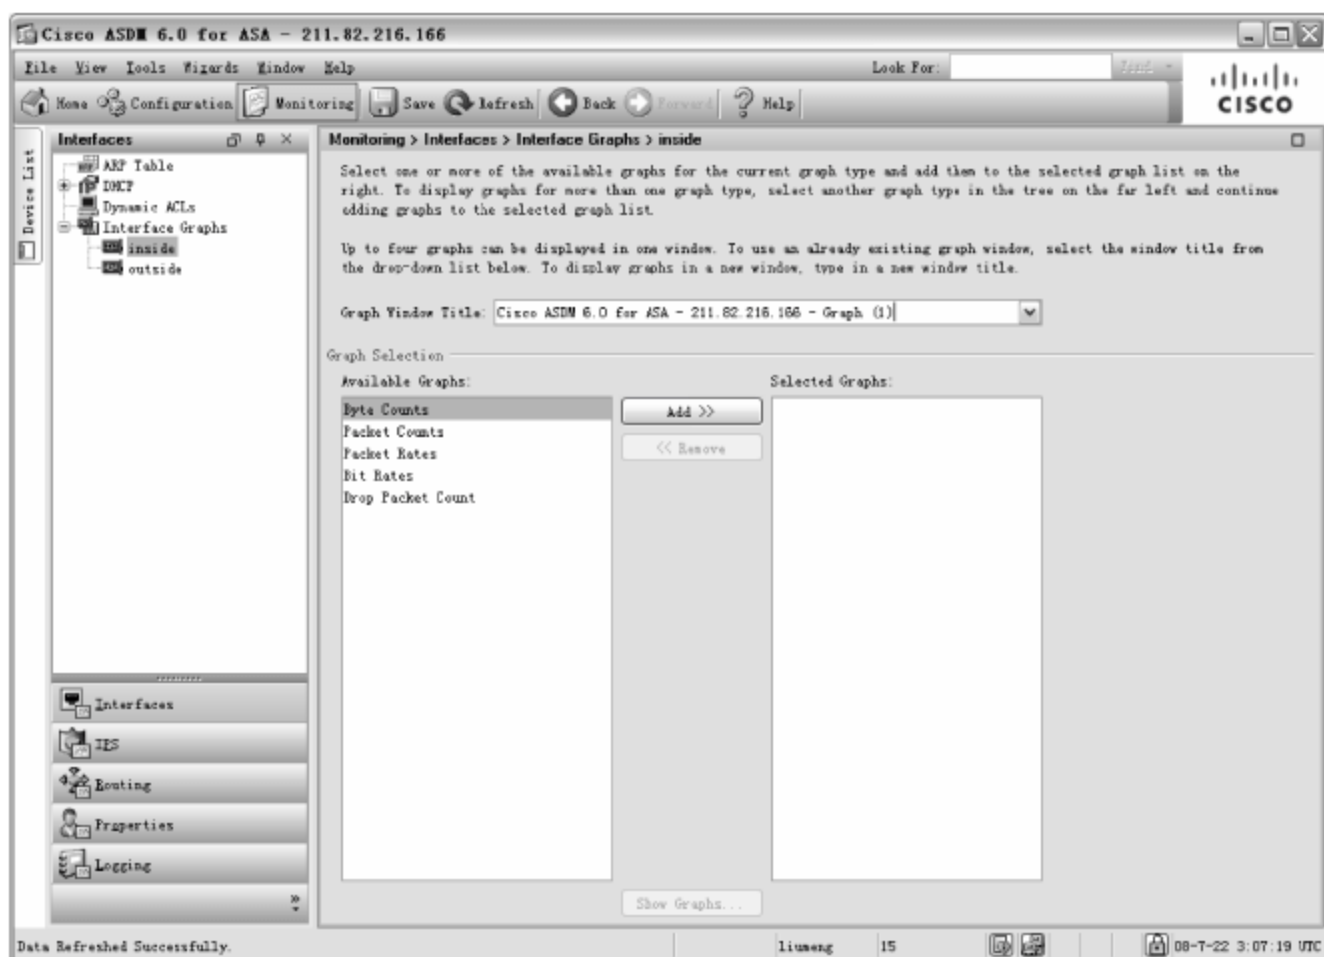 Cisco ASDM 6.0 for ASA - 211.82.216.166
File View Tools Wizards Window Help
Look For:
Find
Home Configuration Monitoring Save Refresh Back Forward Help
CISCO
Device List
Interfaces
ARP Table
DHCP
Dynamic ACLs
Interface Graphs
inside
outside
Monitoring > Interfaces > Interface Graphs > inside
Select one or more of the available graphs for the current graph type and add them to the selected graph list on the
right. To display graphs for more than one graph type, select another graph type in the tree on the far left and continue
adding graphs to the selected graph list.
Up to four graphs can be displayed in one window. To use an already existing graph window, select the window title from
the drop-down list below. To display graphs in a new window, type in a new window title.
Graph Window Title: Cisco ASDM 6.0 for ASA - 211.82.216.166 - Graph (1)
Graph Selection
Available Graphs:
Byte Counts
Packet Counts
Packet Rates
Bit Rates
Drop Packet Count
Add >>
<< Remove
Selected Graphs:
Show Graphs...
Interfaces
IPS
Routing
Properties
Logging
Data Refreshed Successfully.
liumeng
15
08-7-22 3:07:19 UTC